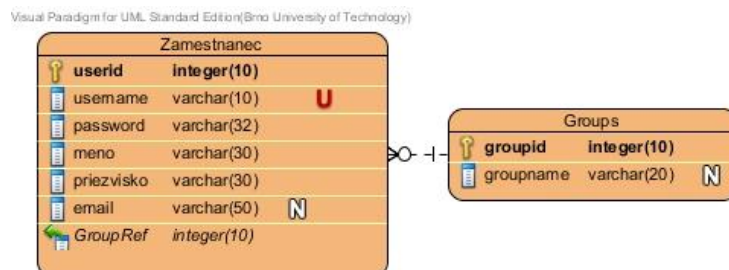 Visual Paradigm for UML Standard Edition(Brno University of Technology)
Zamestnanec
userid integer(10)
username varchar(10) U
password varchar(32)
meno varchar(30)
priezvisko varchar(30)
email varchar(50) N
GroupRef integer(10)
Groups
groupid integer(10)
groupname varchar(20) N